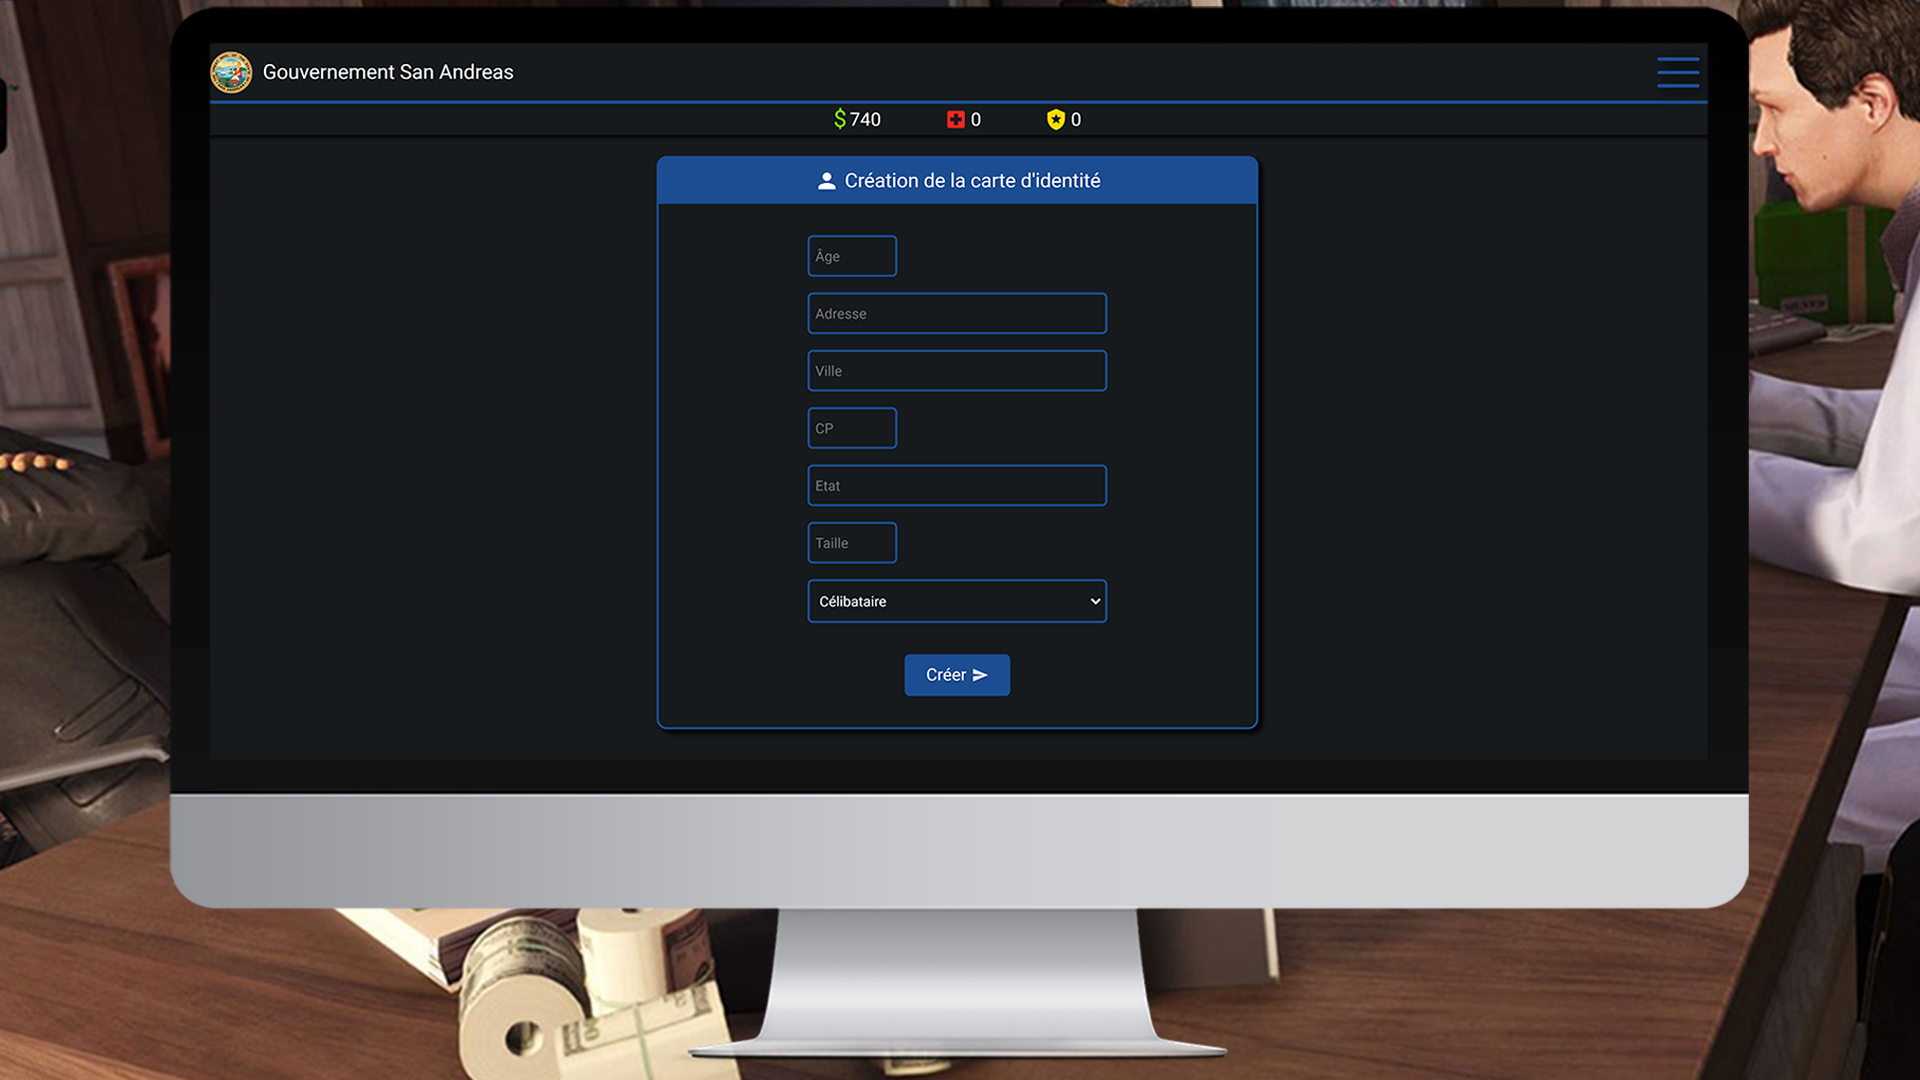 Gouvernement San Andreas
$ 740 0 0
Création de la carte d'identité
Âge
Adresse
Ville
CP
Etat
Taille
Célibataire
Créer